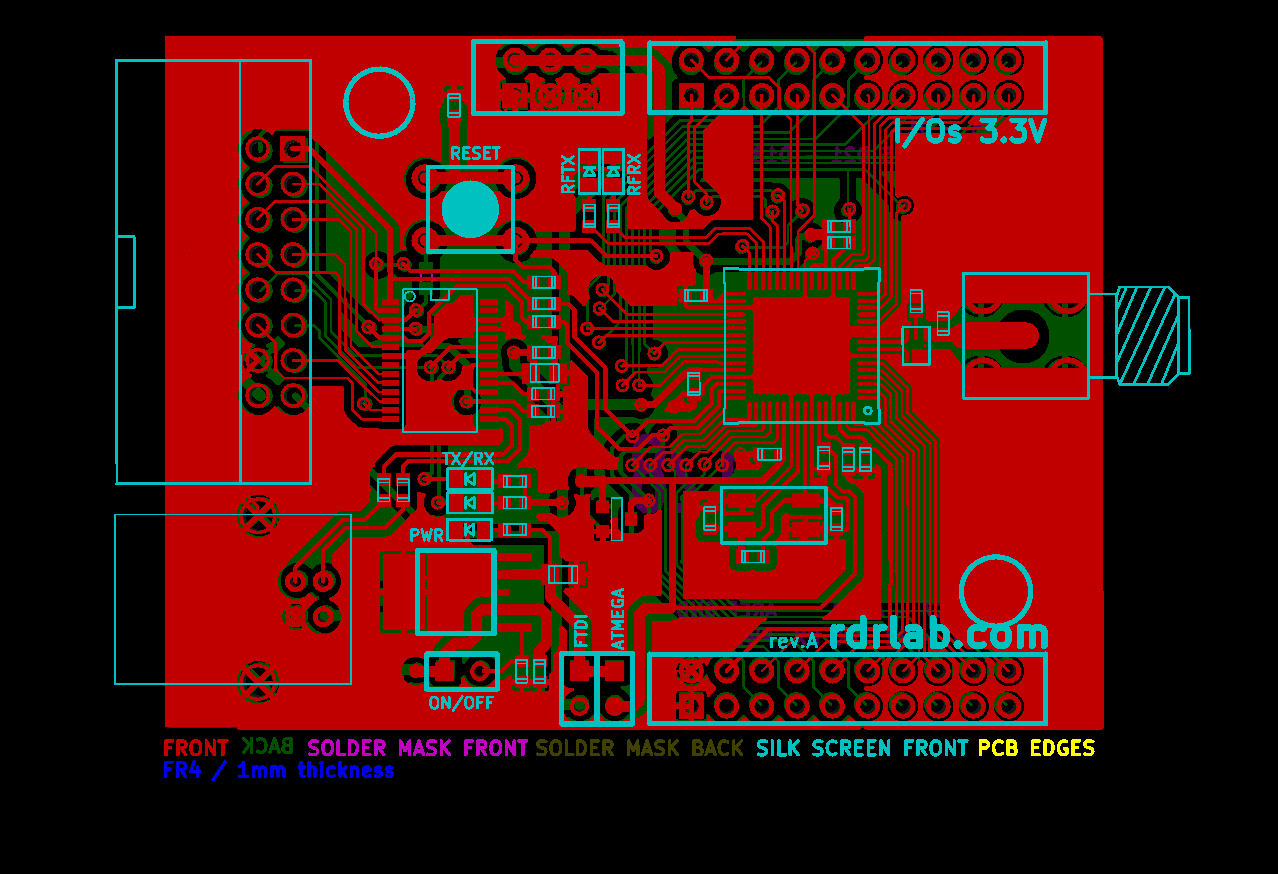 I/Os 3.3V
RESET
RFTX
RFRX
TX/RX
PWR
FTDI
ATMEGA
rev.A rdrlab.com
ON/OFF
FRONT BACK SOLDER MASK FRONT SOLDER MASK BACK SILK SCREEN FRONT PCB EDGES
FR4 / 1mm thickness